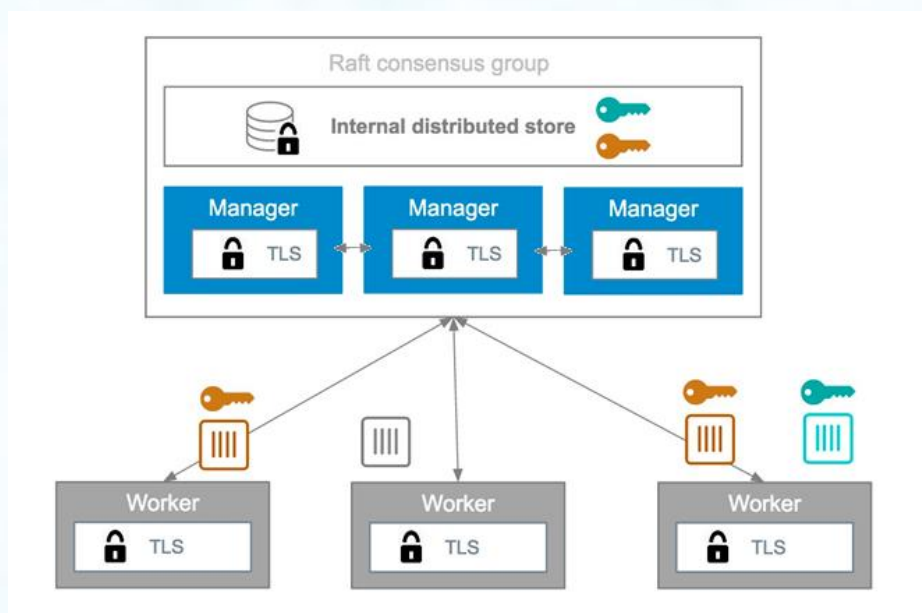 Raft consensus group
Internal distributed store
Manager
Manager
Manager
TLS
TLS
TLS
Worker
Worker
Worker
TLS
TLS
TLS